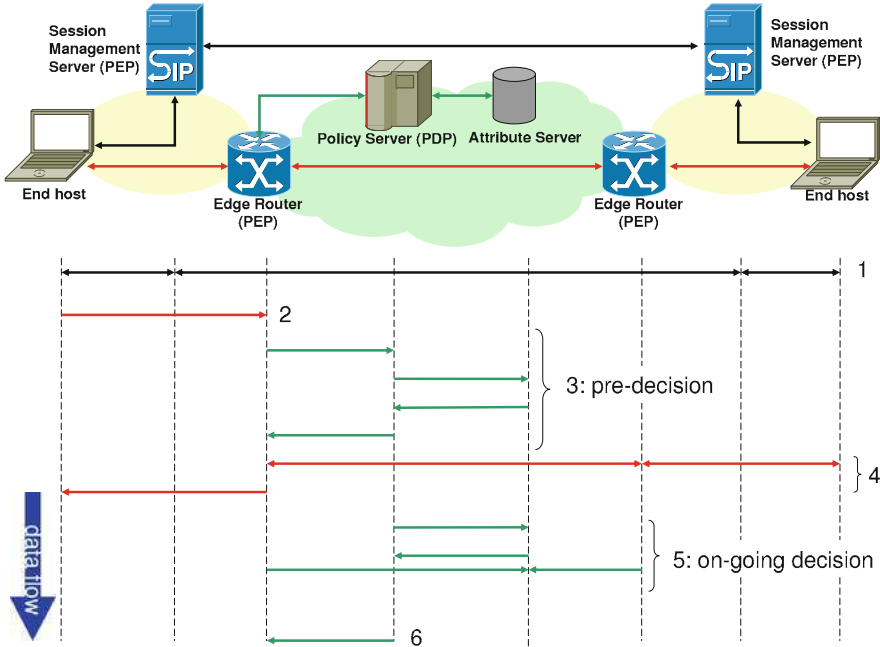 Session
Management
Server (PEP)
SIP
Session
Management
Server (PEP)
SIP
Policy Server (PDP)
Attribute Server
End host
Edge Router
(PEP)
Edge Router
(PEP)
End host
1
2
3: pre-decision
4
data flow
5: on-going decision
6